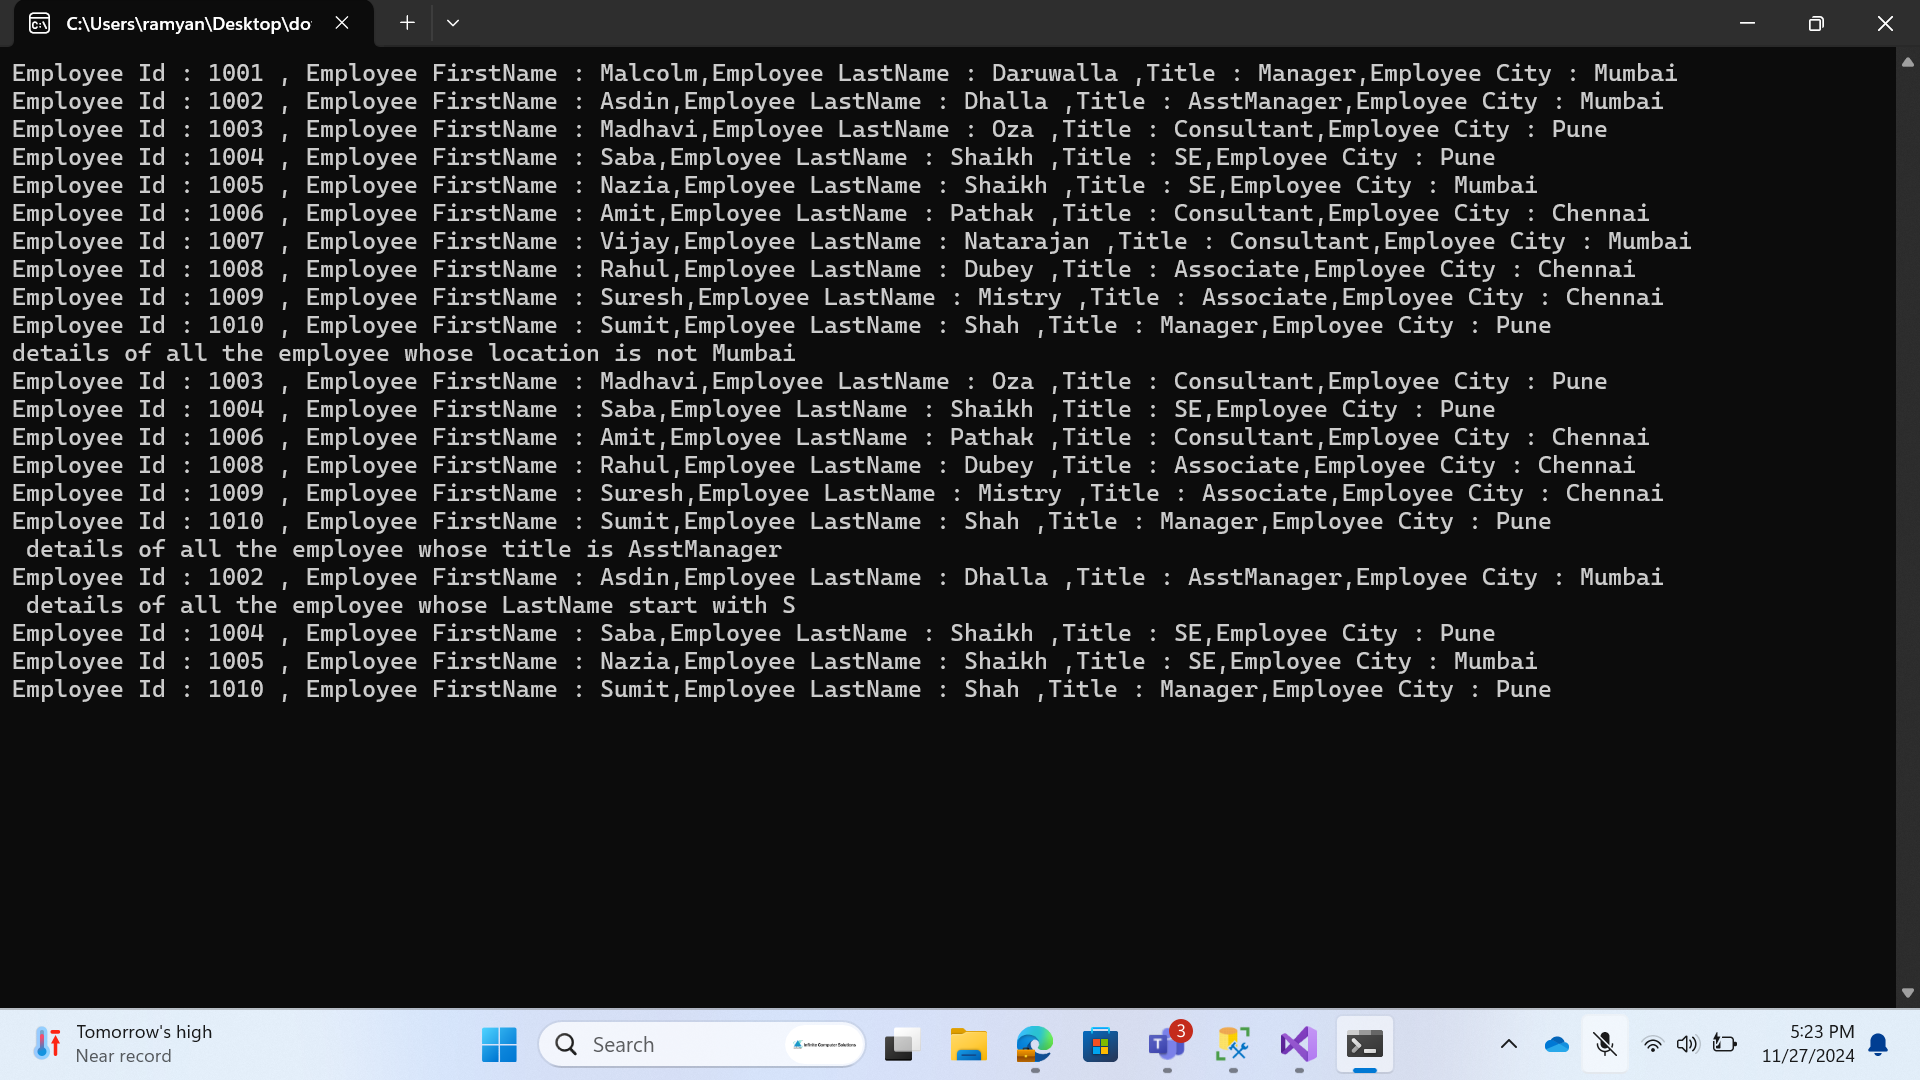 C:\Users\ramyan\Desktop\do
Employee Id : 1001 , Employee FirstName : Malcolm,Employee LastName : Daruwalla ,Title : Manager,Employee City : Mumbai
Employee Id : 1002 , Employee FirstName : Asdin,Employee LastName : Dhalla ,Title : AsstManager,Employee City : Mumbai
Employee Id : 1003 , Employee FirstName : Madhavi,Employee LastName : Oza ,Title : Consultant,Employee City : Pune
Employee Id : 1004 , Employee FirstName : Saba,Employee LastName : Shaikh ,Title : SE,Employee City : Pune
Employee Id : 1005 , Employee FirstName : Nazia,Employee LastName : Shaikh ,Title : SE,Employee City : Mumbai
Employee Id : 1006 , Employee FirstName : Amit,Employee LastName : Pathak ,Title : Consultant,Employee City : Chennai
Employee Id : 1007 , Employee FirstName : Vijay,Employee LastName : Natarajan ,Title : Consultant,Employee City : Mumbai
Employee Id : 1008 , Employee FirstName : Rahul,Employee LastName : Dubey ,Title : Associate,Employee City : Chennai
Employee Id : 1009 , Employee FirstName : Suresh,Employee LastName : Mistry ,Title : Associate,Employee City : Chennai
Employee Id : 1010 , Employee FirstName : Sumit,Employee LastName : Shah ,Title : Manager,Employee City : Pune
details of all the employee whose location is not Mumbai
Employee Id : 1003 , Employee FirstName : Madhavi,Employee LastName : Oza ,Title : Consultant,Employee City : Pune
Employee Id : 1004 , Employee FirstName : Saba,Employee LastName : Shaikh ,Title : SE,Employee City : Pune
Employee Id : 1006 , Employee FirstName : Amit,Employee LastName : Pathak ,Title : Consultant,Employee City : Chennai
Employee Id : 1008 , Employee FirstName : Rahul,Employee LastName : Dubey ,Title : Associate,Employee City : Chennai
Employee Id : 1009 , Employee FirstName : Suresh,Employee LastName : Mistry ,Title : Associate,Employee City : Chennai
Employee Id : 1010 , Employee FirstName : Sumit,Employee LastName : Shah ,Title : Manager,Employee City : Pune
details of all the employee whose title is AsstManager
Employee Id : 1002 , Employee FirstName : Asdin,Employee LastName : Dhalla ,Title : AsstManager,Employee City : Mumbai
details of all the employee whose LastName start with S
Employee Id : 1004 , Employee FirstName : Saba,Employee LastName : Shaikh ,Title : SE,Employee City : Pune
Employee Id : 1005 , Employee FirstName : Nazia,Employee LastName : Shaikh ,Title : SE,Employee City : Mumbai
Employee Id : 1010 , Employee FirstName : Sumit,Employee LastName : Shah ,Title : Manager,Employee City : Pune
Tomorrow's high
Near record
Search
Infinite Computer Solutions
3
5:23 PM
11/27/2024